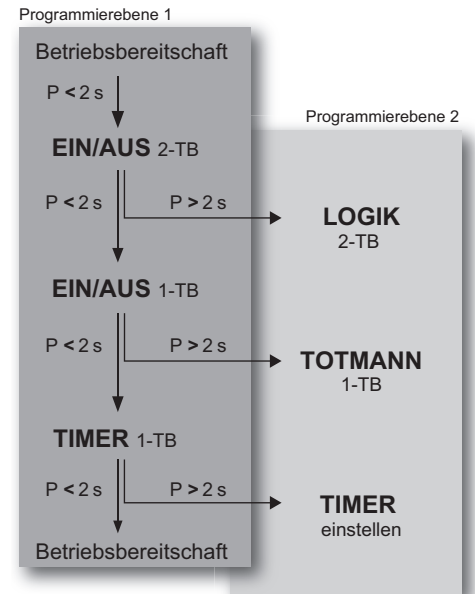 Programmierebene 1
Betriebsbereitschaft
P < 2 s
Programmierebene 2
EIN/AUS 2-TB
P < 2 s P > 2 s
LOGIK
2-TB
EIN/AUS 1-TB
P < 2 s P > 2 s
TOTMANN
1-TB
TIMER 1-TB
P < 2 s P > 2 s
TIMER
einstellen
Betriebsbereitschaft